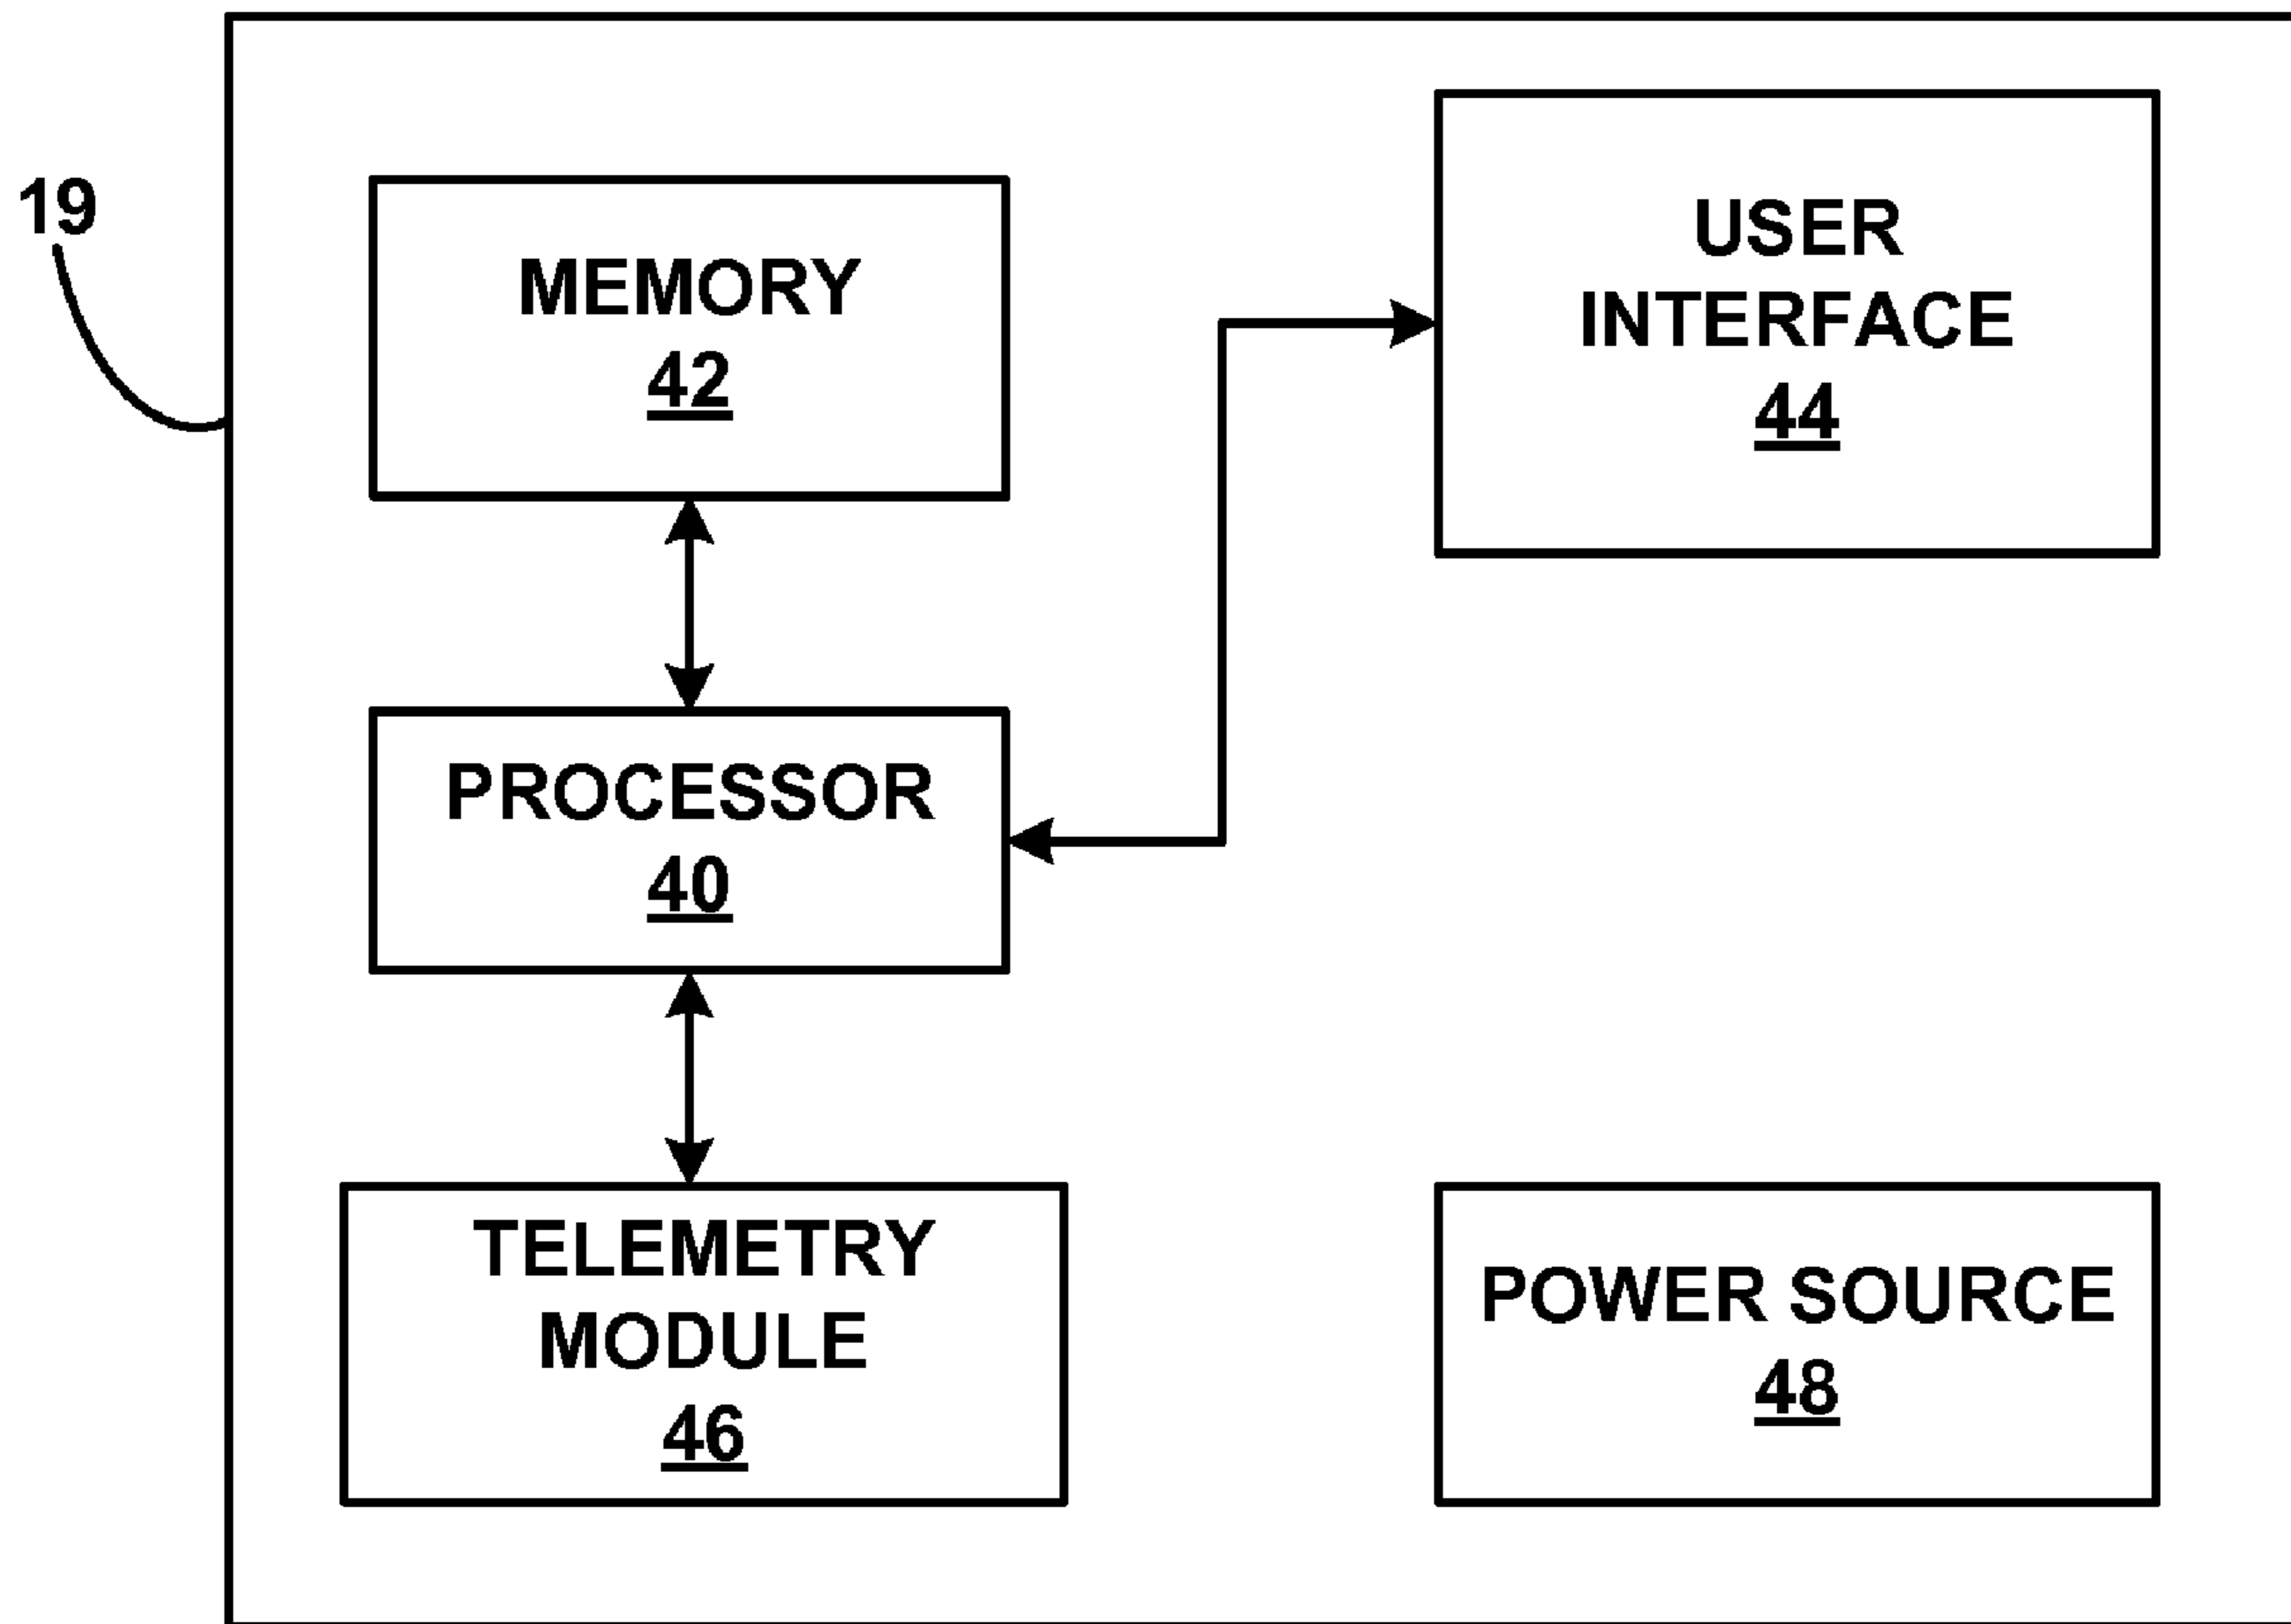 19
MEMORY
42
USER
INTERFACE
44
PROCESSOR
40
TELEMETRY
MODULE
46
POWER SOURCE
48